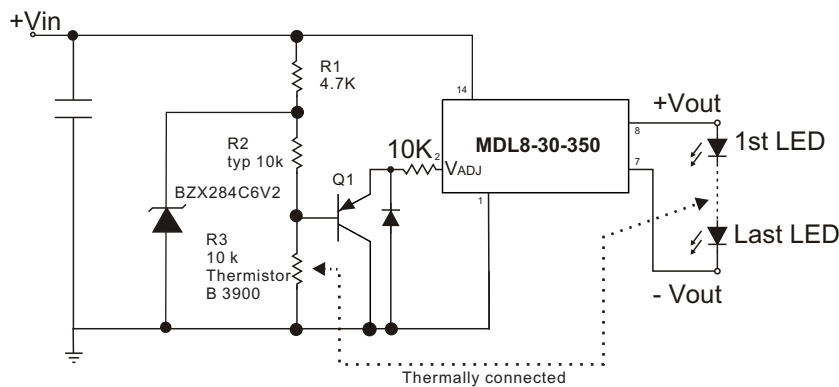 +Vin
R1
4.7K
14
MDL8-30-350
+Vout
8
1st LED
R2
typ 10k
10K
2
VADJ
7
BZX284C6V2
Q1
1
R3
10 k
Thermistor
B 3900
Last LED
- Vout
Thermally connected